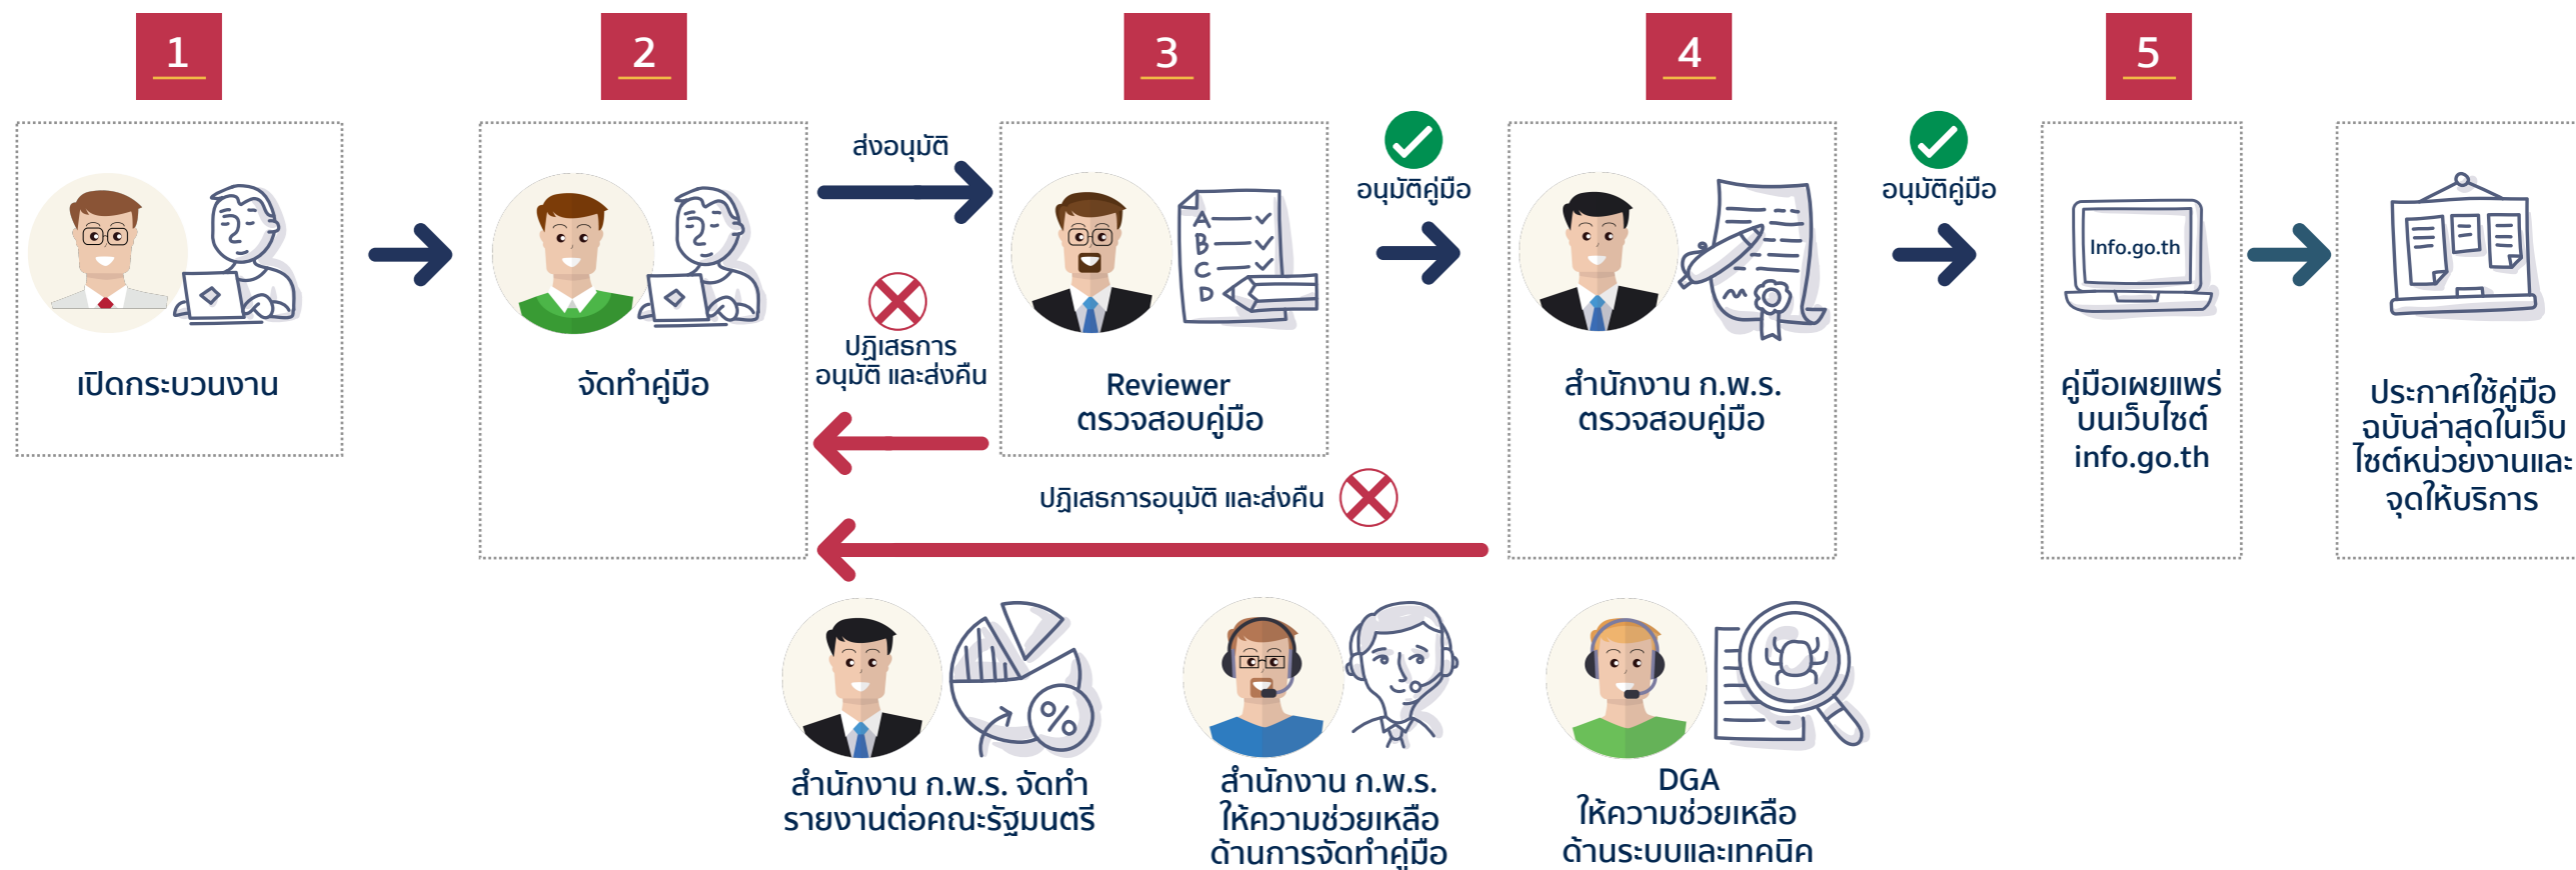 1
2
3
4
5
เปิดกระบวนงาน
จัดทำคู่มือ
ส่งอนุมัติ
ปฏิเสธการ
อนุมัติ และส่งคืน
A
B
C
D
Reviewer
ตรวจสอบคู่มือ
อนุมัติคู่มือ
ปฏิเสธการอนุมัติ และส่งคืน
สำนักงาน ก.พ.ร.
ตรวจสอบคู่มือ
อนุมัติคู่มือ
Info.go.th
คู่มือเผยแพร่
บนเว็บไซต์
info.go.th
ประกาศใช้คู่มือ
ฉบับล่าสุดในเว็บ
ไซต์หน่วยงานและ
จุดให้บริการ
%
สำนักงาน ก.พ.ร. จัดทำ
รายงานต่อคณะรัฐมนตรี
สำนักงาน ก.พ.ร.
ให้ความช่วยเหลือ
ด้านการจัดทำคู่มือ
DGA
ให้ความช่วยเหลือ
ด้านระบบและเทคนิค